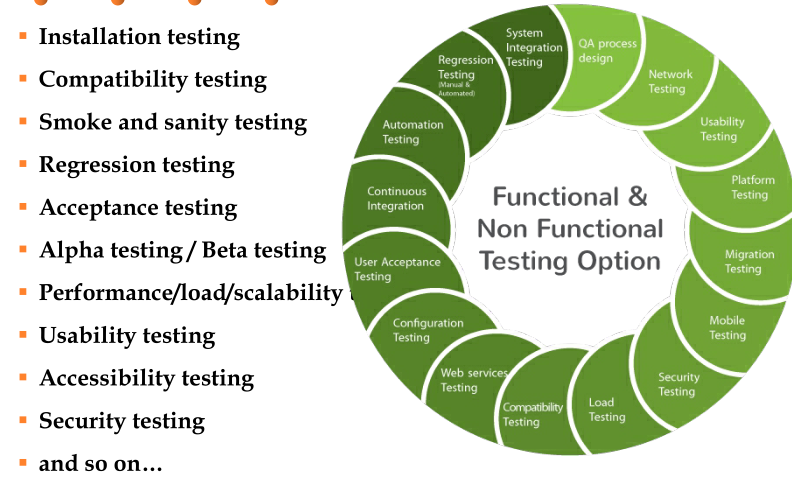 Installation testing
Compatibility testing
Smoke and sanity testing
Regression testing
Acceptance testing
Alpha testing / Beta testing
Performance/load/scalability
Usability testing
Accessibility testing
Security testing
and so on...
Functional &
Non Functional
Testing Option
QA process
design
Network
Testing
Usability
Testing
Platform
Testing
Migration
Testing
Mobile
Testing
Security
Testing
Load
Testing
Compatibility
Testing
Web services
Testing
Configuration
Testing
User Acceptance
Testing
Continuous
Integration
Automation
Testing
Regression
Testing
(Manual &
Automated)
System
Integration
Testing